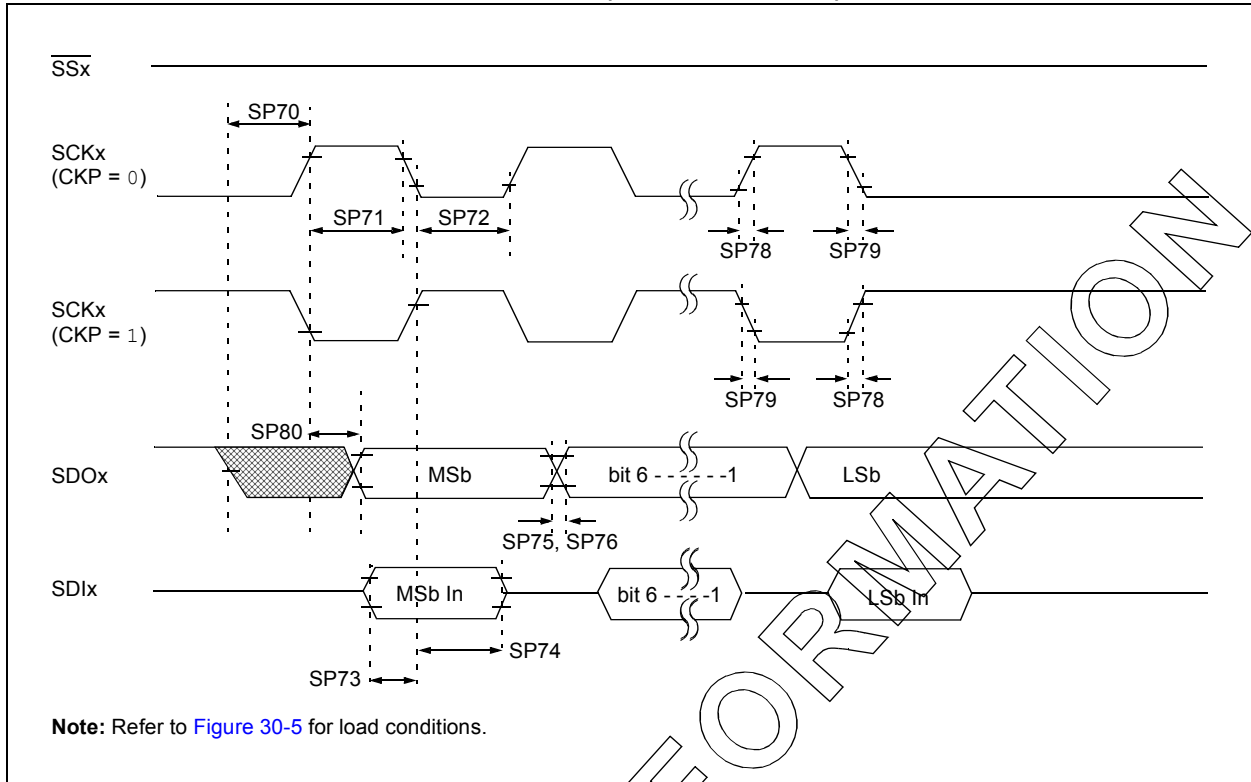 SSx
SP70
SCKx
(CKP = 0)
SP71 SP72
SP78 SP79
SCKx
(CKP = 1)
SP79 SP78
SP80
SDOx MSb bit 6 - - - - - -1 LSb
SP75, SP76
SDIx MSb In bit 6 - - - - -1 LSb In
SP74
SP73
Note: Refer to Figure 30-5 for load conditions.
FORMATION